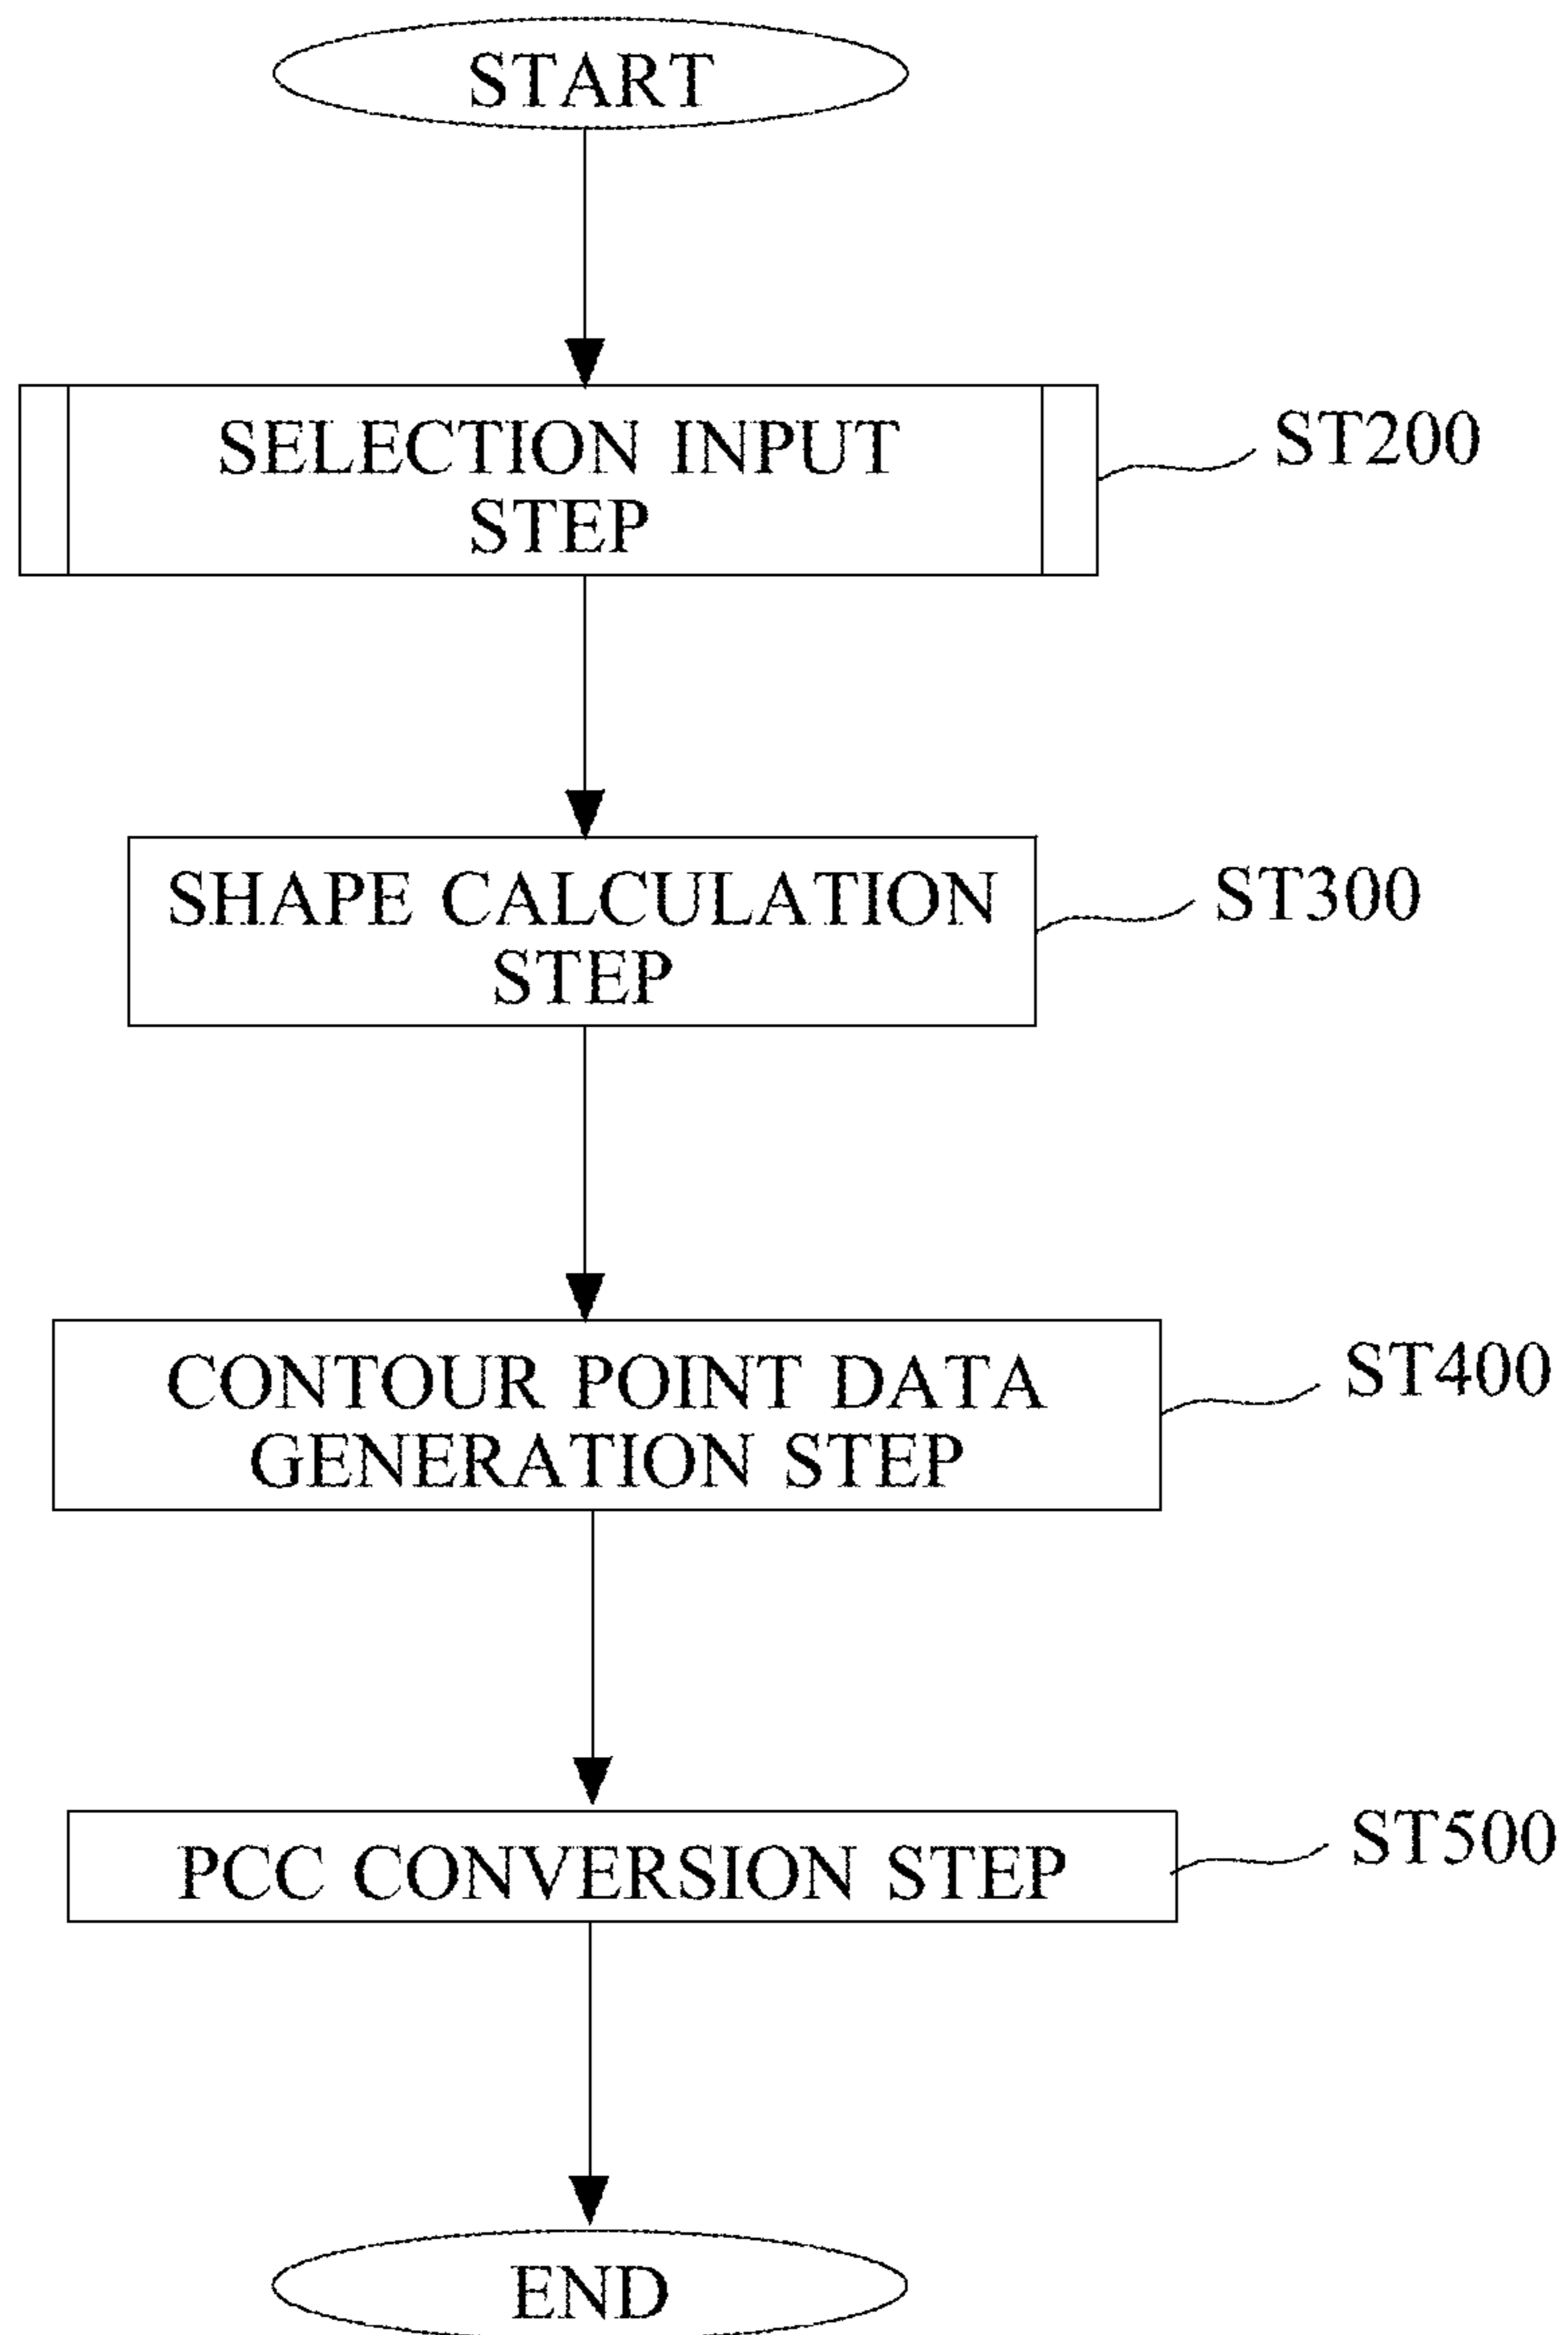 START
SELECTION INPUT
STEP
ST200
SHAPE CALCULATION
STEP
ST300
CONTOUR POINT DATA
GENERATION STEP
ST400
PCC CONVERSION STEP
ST500
END